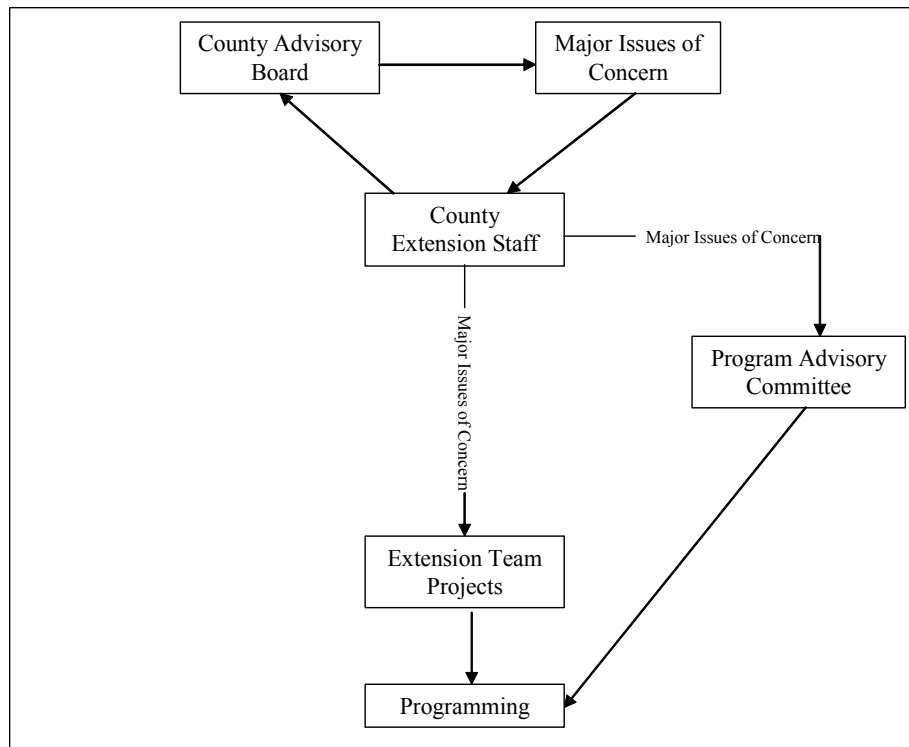 County Advisory
Board
Major Issues of
Concern
County
Extension Staff
Major Issues of Concern
Major Issues of Concern
Program Advisory
Committee
Extension Team
Projects
Programming